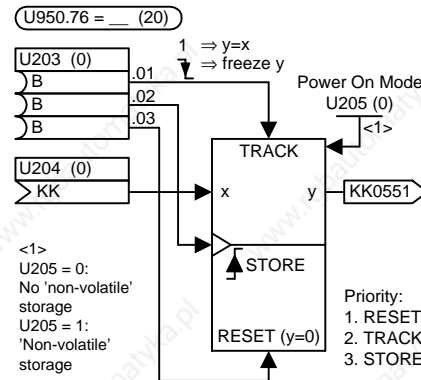 U950.76 = __ (20)
U203 (0)
B .01
B .02
B .03
1 ⇒ y=x
⇒ freeze y
Power On Mode
U205 (0)
<1>
TRACK
U204 (0)
KK
x
y
KK0551
STORE
RESET (y=0)
<1>
U205 = 0:
No 'non-volatile'
storage
U205 = 1:
'Non-volatile'
storage
Priority:
1. RESET
2. TRACK
3. STORE